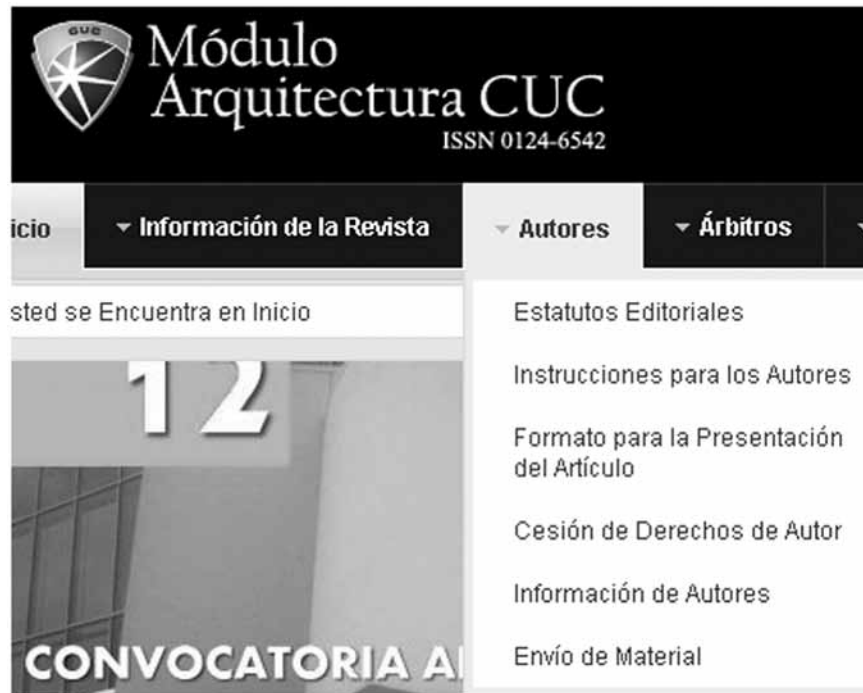 CUC
Módulo
Arquitectura CUC
ISSN 0124-6542
icio
Información de la Revista
Autores
Árbitros
sted se Encuentra en Inicio
Estatutos Editoriales
Instrucciones para los Autores
Formato para la Presentación
del Artículo
Cesión de Derechos de Autor
Información de Autores
Envío de Material
12
CONVOCATORIA A